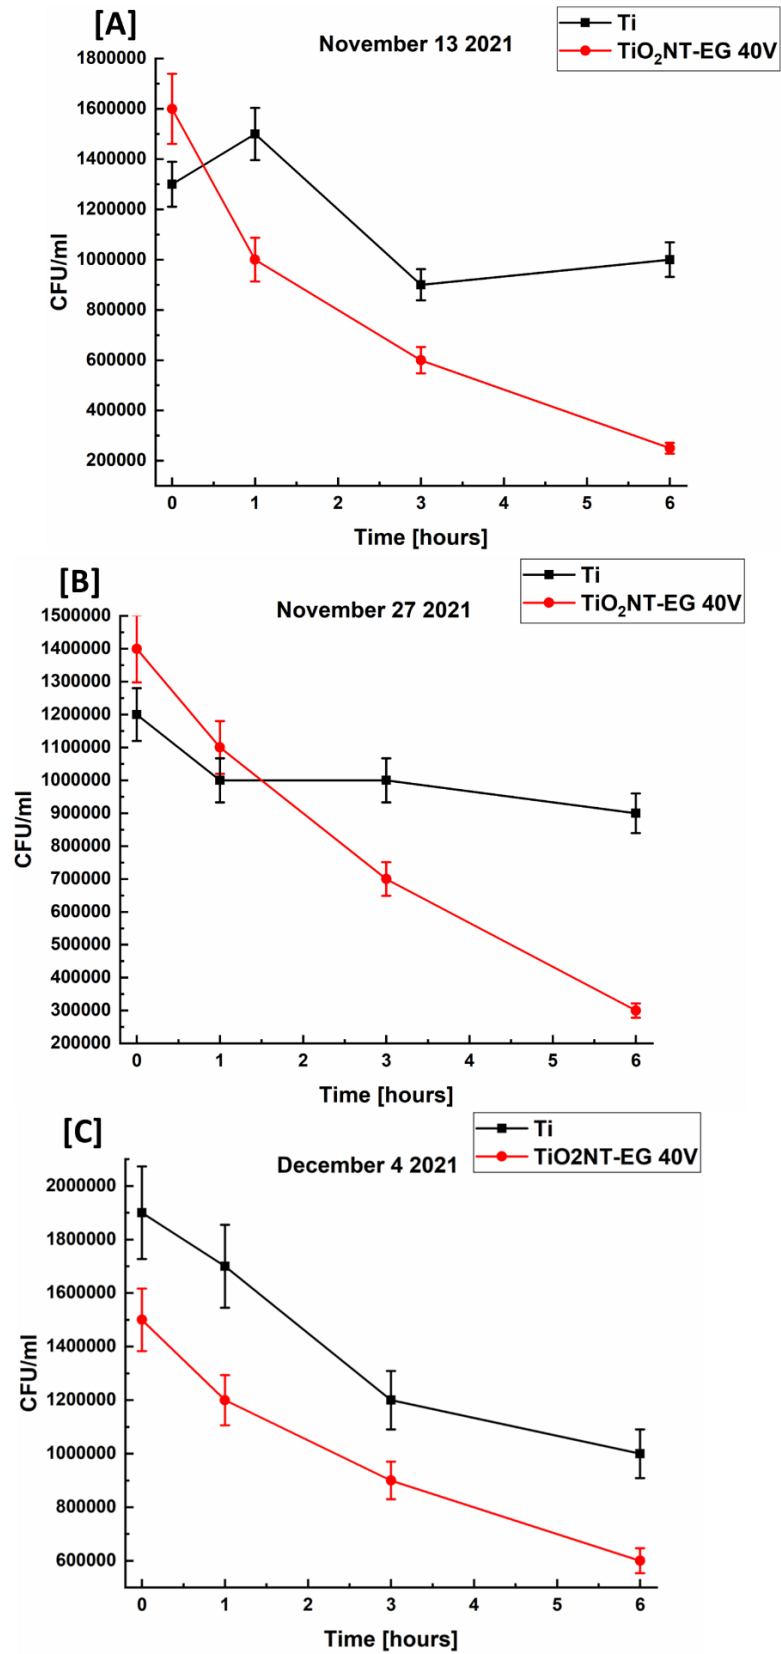 [A]
November 13 2021
Ti
TiO₂NT-EG 40V
CFU/ml
1800000
1600000
1400000
1200000
1000000
800000
600000
400000
200000
0 1 2 3 4 5 6
Time [hours]
[B]
November 27 2021
Ti
TiO₂NT-EG 40V
CFU/ml
1500000
1400000
1300000
1200000
1100000
1000000
900000
800000
700000
600000
500000
400000
300000
200000
0 1 2 3 4 5 6
Time [hours]
[C]
December 4 2021
Ti
TiO2NT-EG 40V
CFU/ml
2000000
1800000
1600000
1400000
1200000
1000000
800000
600000
0 1 2 3 4 5 6
Time [hours]